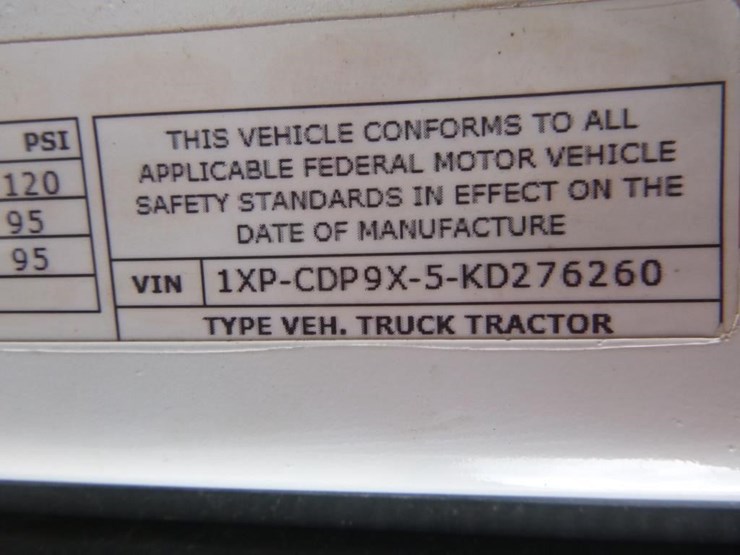 PSI
120
95
95
THIS VEHICLE CONFORMS TO ALL
APPLICABLE FEDERAL MOTOR VEHICLE
SAFETY STANDARDS IN EFFECT ON THE
DATE OF MANUFACTURE
VIN 1XP-CDP9X-5-KD276260
TYPE VEH. TRUCK TRACTOR